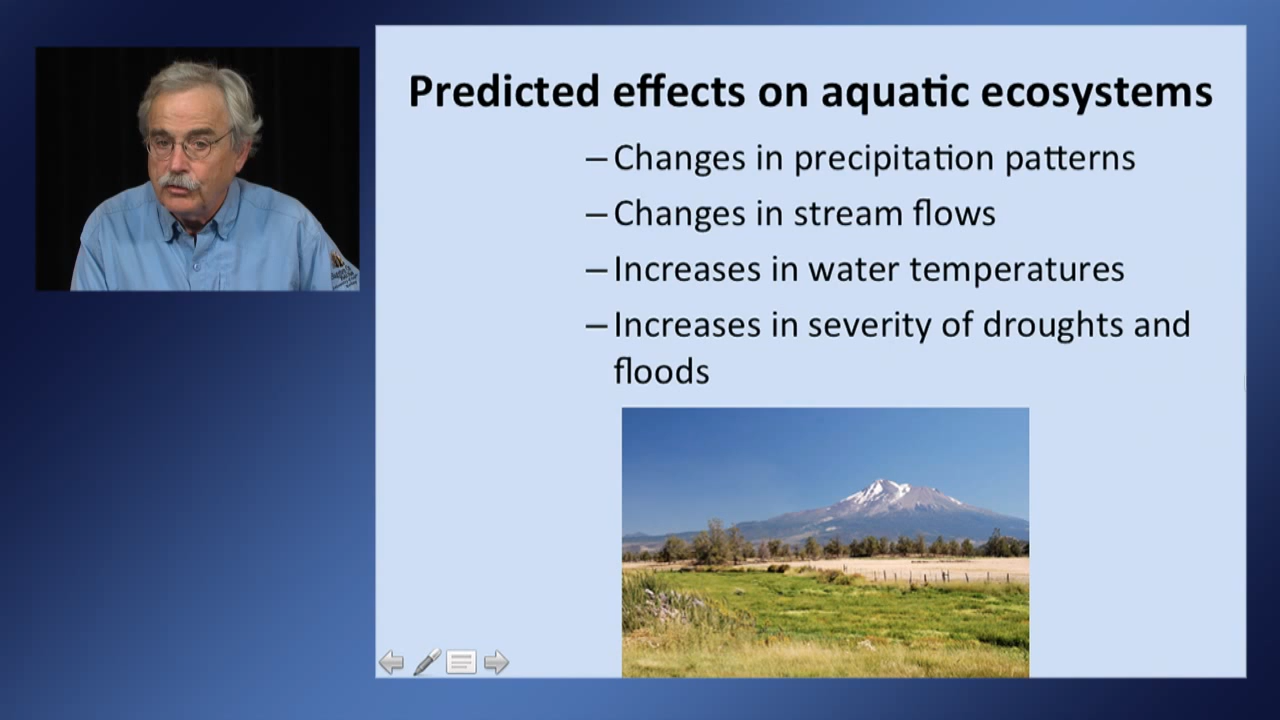 Predicted effects on aquatic ecosystems
– Changes in precipitation patterns
– Changes in stream flows
– Increases in water temperatures
– Increases in severity of droughts and
floods